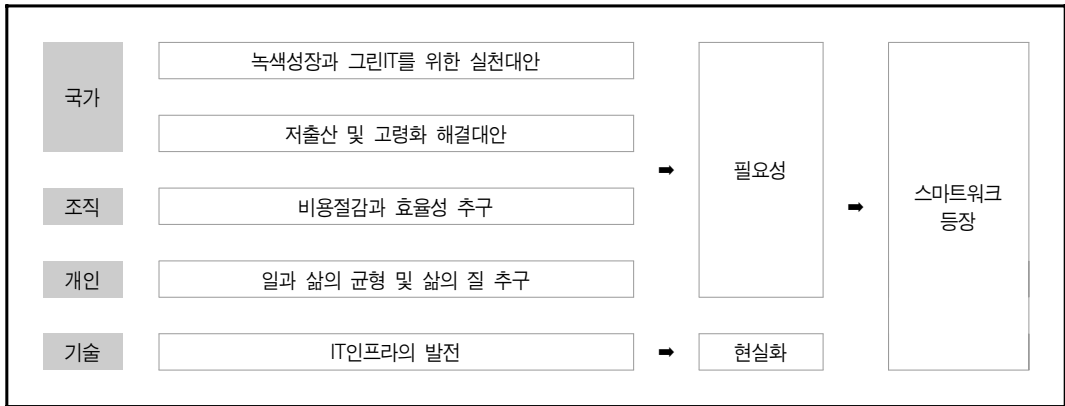 국가
녹색성장과 그린IT를 위한 실천대안
저출산 및 고령화 해결대안
조직
비용절감과 효율성 추구
개인
일과 삶의 균형 및 삶의 질 추구
➡
필요성
기술
IT인프라의 발전
➡
현실화
➡
스마트워크
등장